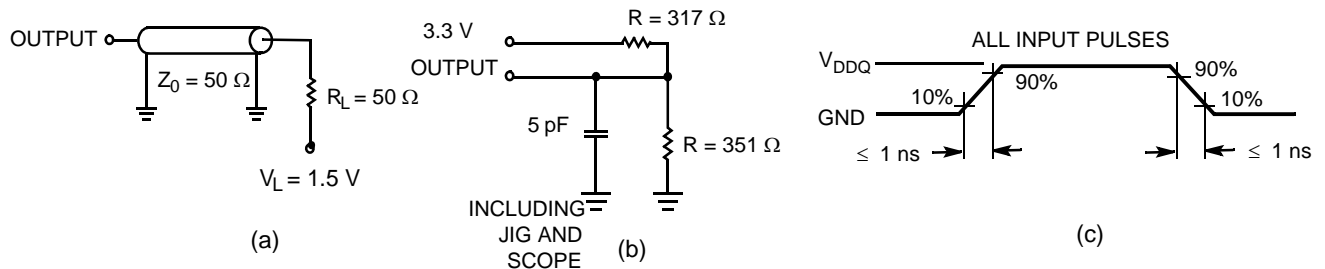 OUTPUT
Z0 = 50 Ω
RL = 50 Ω
VL = 1.5 V
(a)
R = 317 Ω
3.3 V
OUTPUT
5 pF
R = 351 Ω
INCLUDING
JIG AND
SCOPE
(b)
ALL INPUT PULSES
VDDQ
90%
90%
10%
10%
GND
≤ 1 ns
≤ 1 ns
(c)